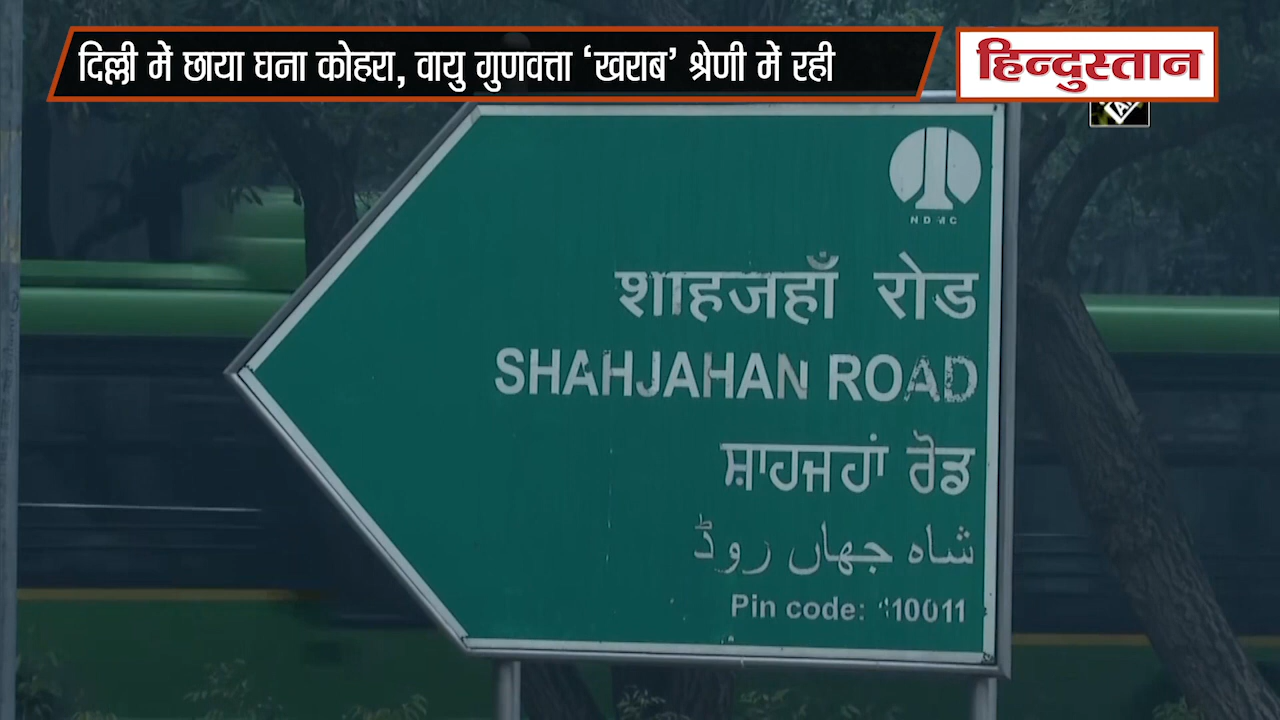 दिल्ली में छाया घना कोहरा, वायु गुणवत्ता ‘खराब’ श्रेणी में रही
हिन्दुस्तान
NDMC
शाहजहाँ रोड
SHAHJAHAN ROAD
ਸ਼ਾਹਜਹਾਂ ਰੋਡ
شاہ جہاں روڈ
Pin code: 110011